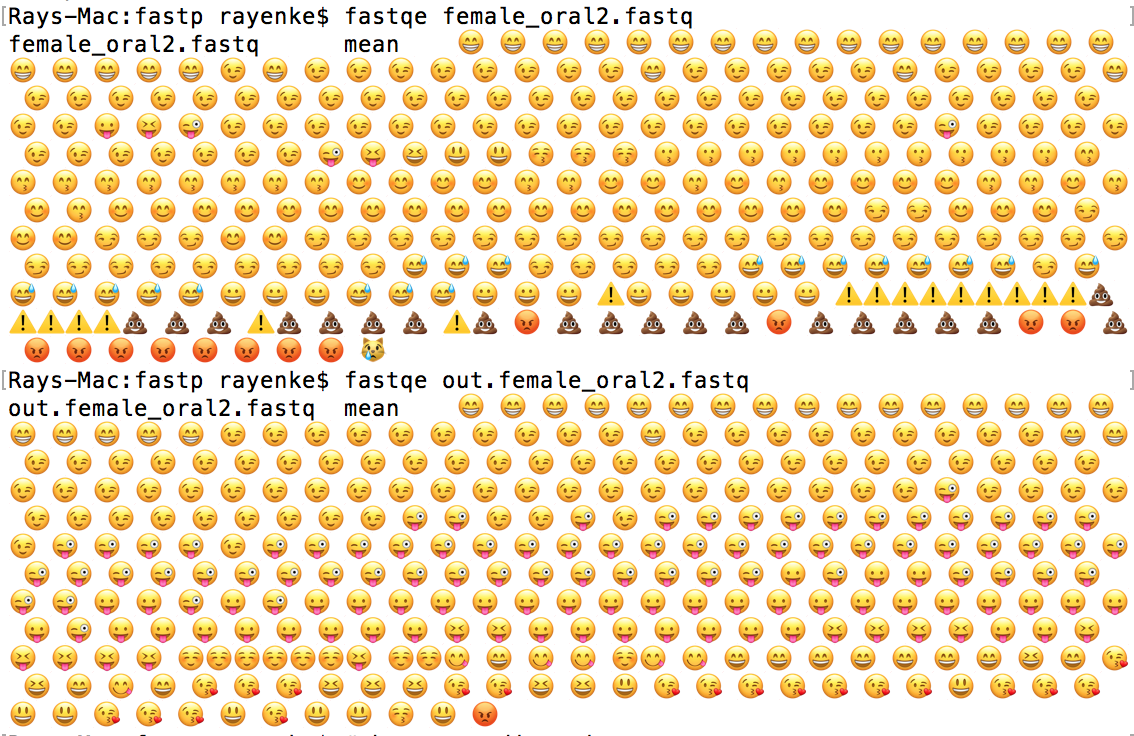 [Rays-Mac:fastp rayenke$ fastqe female_oral2.fastq ]
female_oral2.fastq mean
[Rays-Mac:fastp rayenke$ fastqe out.female_oral2.fastq ]
out.female_oral2.fastq mean